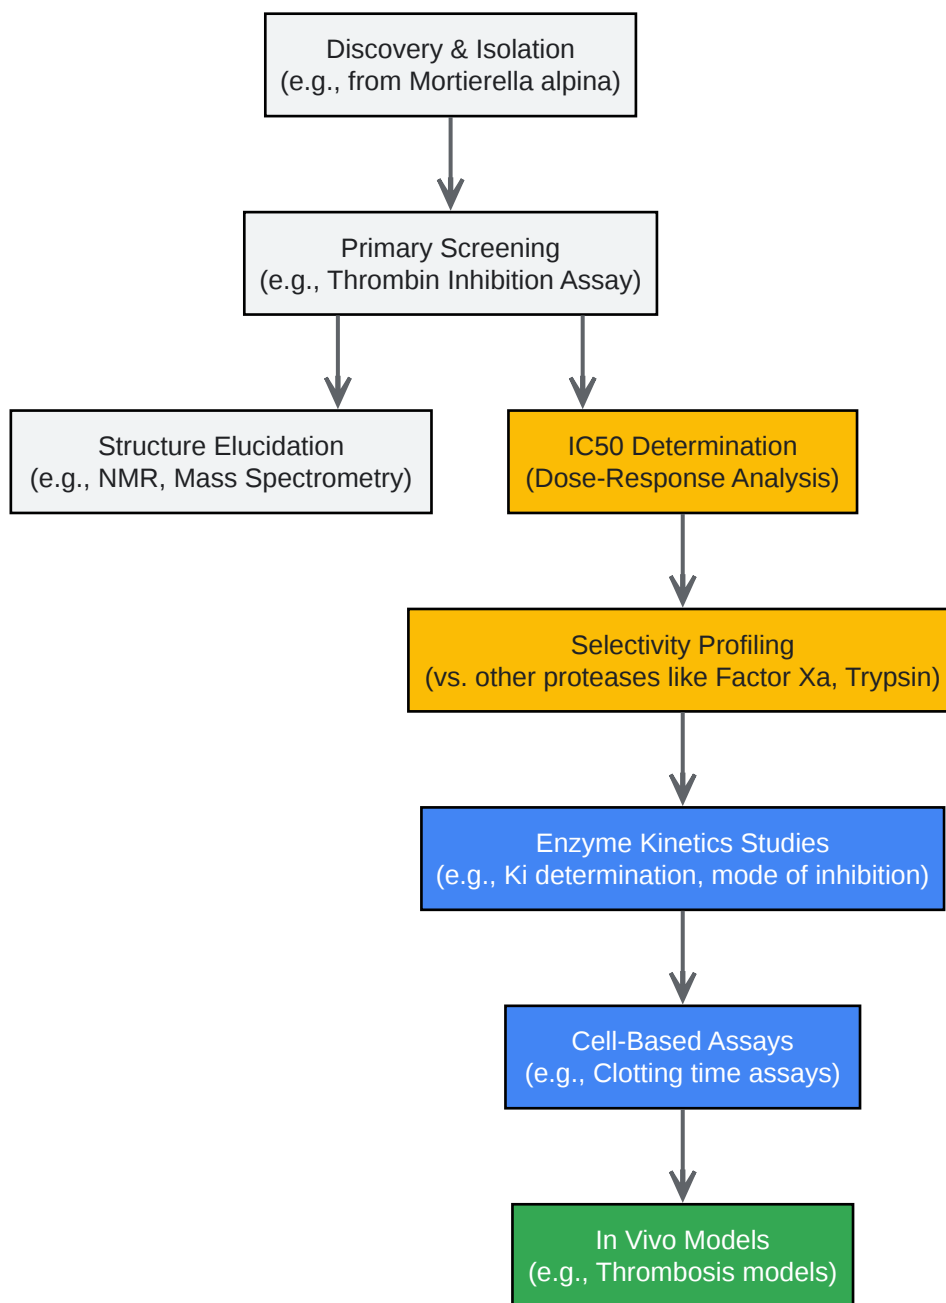 Discovery & Isolation
(e.g., from Mortierella alpina)
Primary Screening
(e.g., Thrombin Inhibition Assay)
Structure Elucidation
(e.g., NMR, Mass Spectrometry)
IC50 Determination
(Dose-Response Analysis)
Selectivity Profiling
(vs. other proteases like Factor Xa, Trypsin)
Enzyme Kinetics Studies
(e.g., Ki determination, mode of inhibition)
Cell-Based Assays
(e.g., Clotting time assays)
In Vivo Models
(e.g., Thrombosis models)